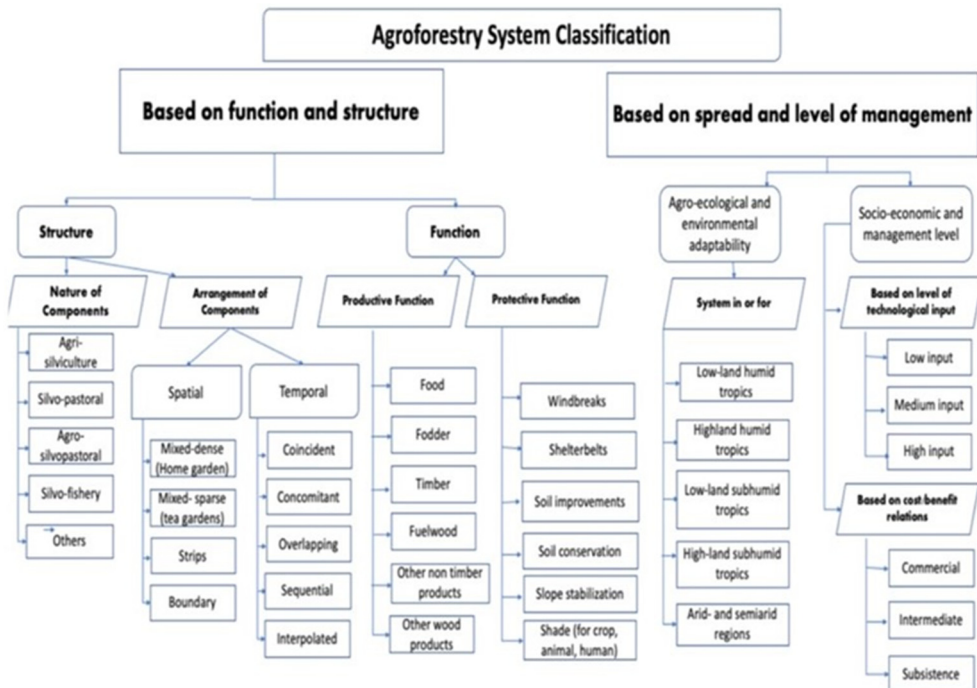 Agroforestry System Classification
Based on function and structure
Based on spread and level of management
Structure
Function
Agro-ecological and
environmental
adaptability
Socio-economic and
management level
Nature of
Components
Arrangement of
Components
Productive Function
Protective Function
System in or for
Based on level of
technological input
Agri-
silviculture
Silvo-pastoral
Agro-
silvopastoral
Silvo-fishery
Others
Spatial
Mixed-dense
(Home garden)
Mixed- sparse
(tea gardens)
Strips
Boundary
Temporal
Coincident
Concomitant
Overlapping
Sequential
Interpolated
Food
Fodder
Timber
Fuelwood
Other non timber
products
Other wood
products
Windbreaks
Shelterbelts
Soil improvements
Soil conservation
Slope stabilization
Shade (for crop,
animal, human)
Low-land humid
tropics
Highland humid
tropics
Low-land subhumid
tropics
High-land subhumid
tropics
Arid- and semiarid
regions
Low input
Medium input
High input
Based on cost/benefit
relations
Commercial
Intermediate
Subsistence